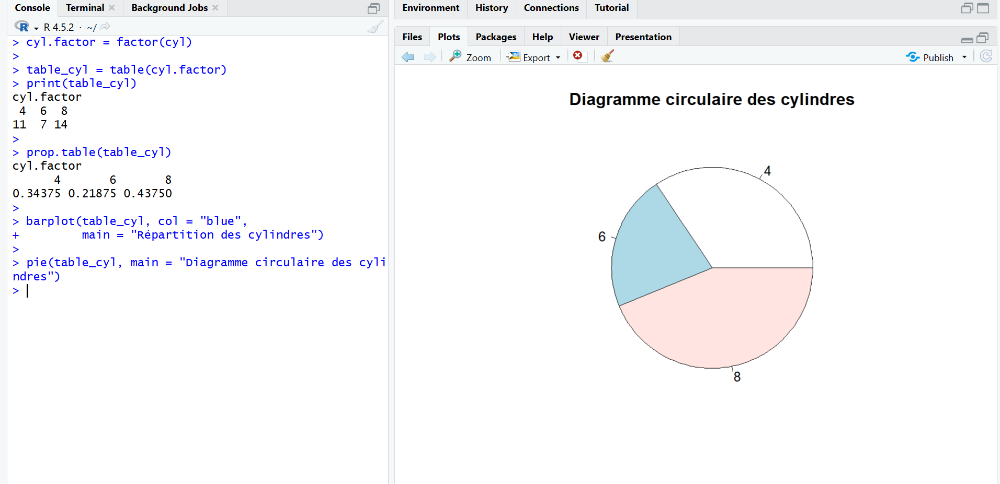 Console Terminal Background Jobs
R 4.5.2 · ~/
> cyl.factor = factor(cyl)
>
> table_cyl = table(cyl.factor)
> print(table_cyl)
cyl.factor
 4  6  8
11  7 14
>
> prop.table(table_cyl)
cyl.factor
      4       6       8
0.34375 0.21875 0.43750
>
> barplot(table_cyl, col = "blue",
+         main = "Répartition des cylindres")
>
> pie(table_cyl, main = "Diagramme circulaire des cyli
ndres")
>
Environment History Connections Tutorial
Files Plots Packages Help Viewer Presentation
Zoom Export Publish
Diagramme circulaire des cylindres
4
6
8